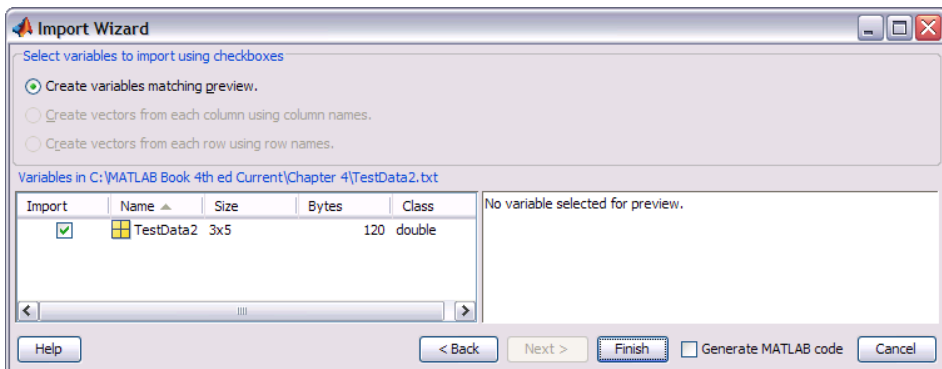 Import Wizard
Select variables to import using checkboxes
Create variables matching preview.
Create vectors from each column using column names.
Create vectors from each row using row names.
Variables in C:\MATLAB Book 4th ed Current\Chapter 4\TestData2.txt
Import Name Size Bytes Class
TestData2 3x5 120 double
No variable selected for preview.
Help < Back Next > Finish Generate MATLAB code Cancel